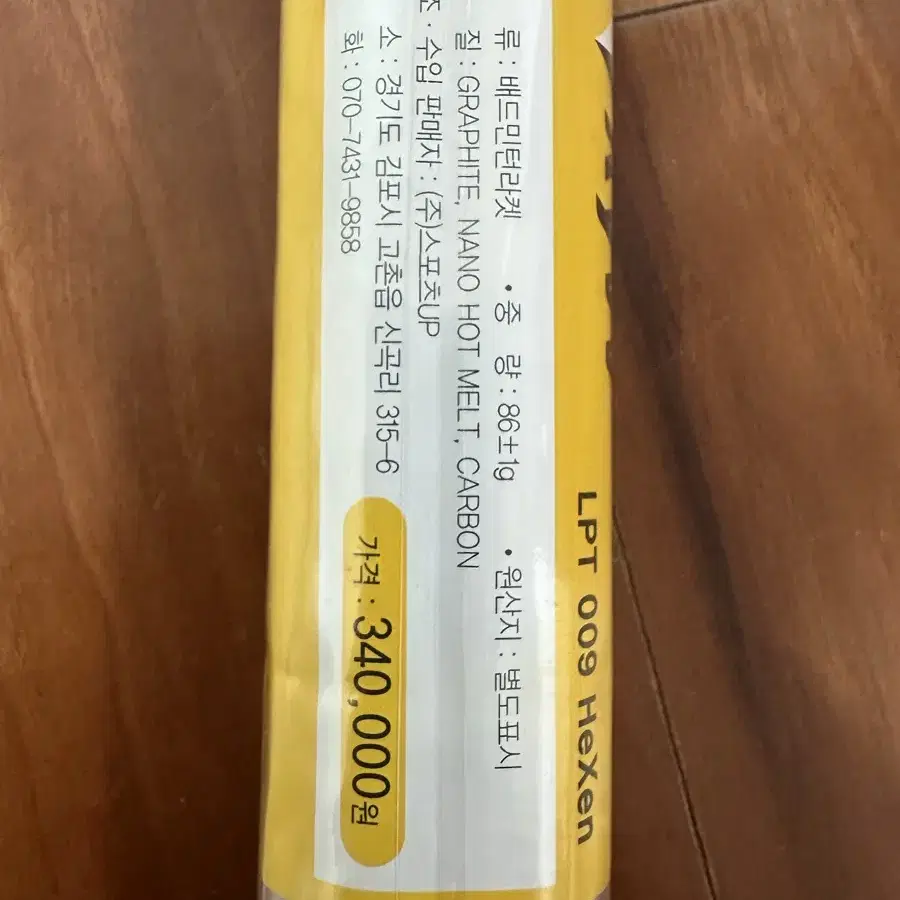 LPT 009 HeXen
류 : 배드민턴라켓 • 중 량 : 86±1g • 원산지 : 별도표시
질 : GRAPHITE, NANO HOT MELT, CARBON
조 · 수입 판매자 : (주)스포츠UP
소 : 경기도 김포시 고촌읍 신곡리 315-6
화 : 070-7431-9858
가격 : 340,000원